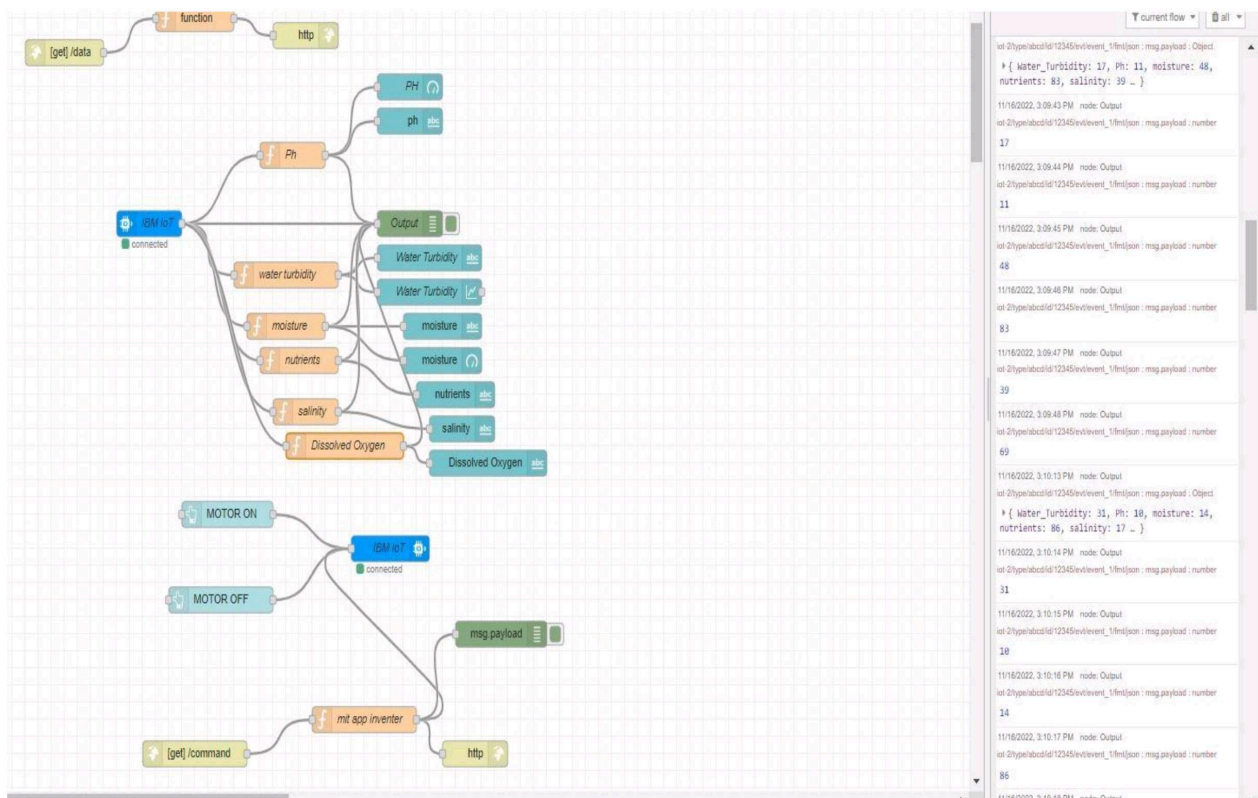 function
http
[get] /data
PH
ph abc
Ph
IBM IoT
connected
Output
Water Turbidity abc
water turbidity
Water Turbidity
moisture
moisture abc
nutrients
moisture
nutrients abc
salinity
salinity abc
Dissolved Oxygen
Dissolved Oxygen abc
MOTOR ON
IBM IoT
connected
MOTOR OFF
msg.payload
mit app inventer
[get] /command
http
current flow
all
iot-2/type/abcd/id/12345/evt/event_1/fmt/json : msg.payload : Object
{ Water_Turbidity: 17, Ph: 11, moisture: 48,
nutrients: 83, salinity: 39 … }
11/16/2022, 3:09:43 PM node: Output
iot-2/type/abcd/id/12345/evt/event_1/fmt/json : msg.payload : number
17
11/16/2022, 3:09:44 PM node: Output
iot-2/type/abcd/id/12345/evt/event_1/fmt/json : msg.payload : number
11
11/16/2022, 3:09:45 PM node: Output
iot-2/type/abcd/id/12345/evt/event_1/fmt/json : msg.payload : number
48
11/16/2022, 3:09:46 PM node: Output
iot-2/type/abcd/id/12345/evt/event_1/fmt/json : msg.payload : number
83
11/16/2022, 3:09:47 PM node: Output
iot-2/type/abcd/id/12345/evt/event_1/fmt/json : msg.payload : number
39
11/16/2022, 3:09:48 PM node: Output
iot-2/type/abcd/id/12345/evt/event_1/fmt/json : msg.payload : number
69
11/16/2022, 3:10:13 PM node: Output
iot-2/type/abcd/id/12345/evt/event_1/fmt/json : msg.payload : Object
{ Water_Turbidity: 31, Ph: 10, moisture: 14,
nutrients: 86, salinity: 17 … }
11/16/2022, 3:10:14 PM node: Output
iot-2/type/abcd/id/12345/evt/event_1/fmt/json : msg.payload : number
31
11/16/2022, 3:10:15 PM node: Output
iot-2/type/abcd/id/12345/evt/event_1/fmt/json : msg.payload : number
10
11/16/2022, 3:10:16 PM node: Output
iot-2/type/abcd/id/12345/evt/event_1/fmt/json : msg.payload : number
14
11/16/2022, 3:10:17 PM node: Output
iot-2/type/abcd/id/12345/evt/event_1/fmt/json : msg.payload : number
86